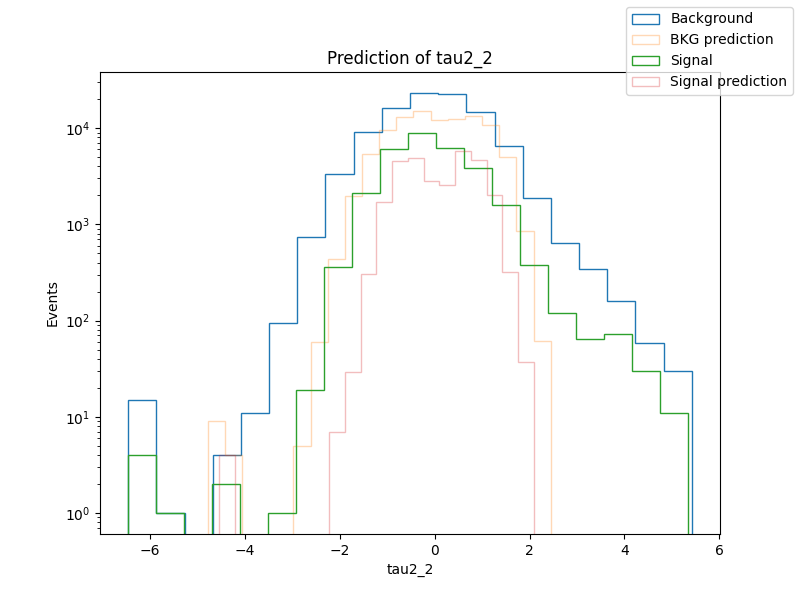 Prediction of tau2_2
Background
BKG prediction
Signal
Signal prediction
Events
10⁴
10³
10²
10¹
10⁰
−6
−4
−2
0
2
4
6
tau2_2